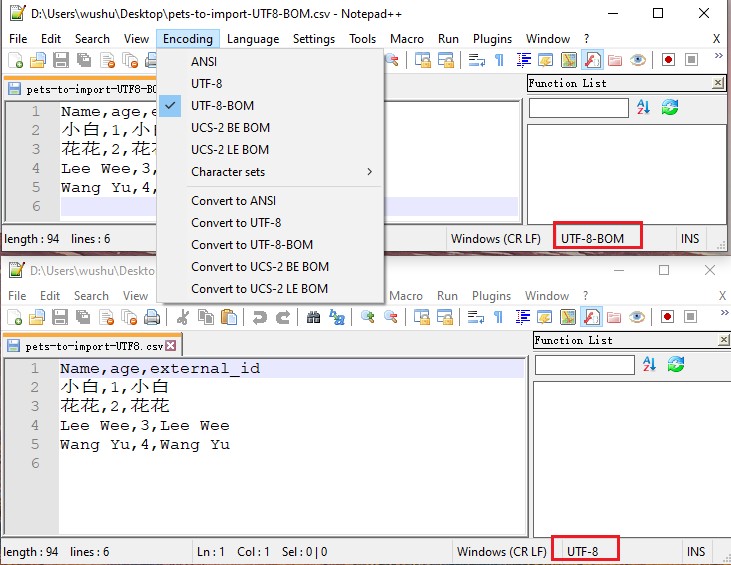 D:\Users\wushu\Desktop\pets-to-import-UTF8-BOM.csv - Notepad++
File Edit Search View Encoding Language Settings Tools Macro Run Plugins Window ? X
pets-to-import-UTF8-BO
ANSI
UTF-8
UTF-8-BOM
UCS-2 BE BOM
UCS-2 LE BOM
Character sets
Convert to ANSI
Convert to UTF-8
Convert to UTF-8-BOM
Convert to UCS-2 BE BOM
Convert to UCS-2 LE BOM
1 Name,age,e
2 小白,1,小
3 花花,2,花
4 Lee Wee,3,
5 Wang Yu,4,
6
Function List
length : 94 lines : 6 Windows (CR LF) UTF-8-BOM INS
D:\Users\wushu\Deskto
File Edit Search View Macro Run Plugins Window ? X
pets-to-import-UTF8.csv
1 Name,age,external_id
2 小白,1,小白
3 花花,2,花花
4 Lee Wee,3,Lee Wee
5 Wang Yu,4,Wang Yu
6
Function List
length : 94 lines : 6 Ln : 1 Col : 1 Sel : 0 | 0 Windows (CR LF) UTF-8 INS